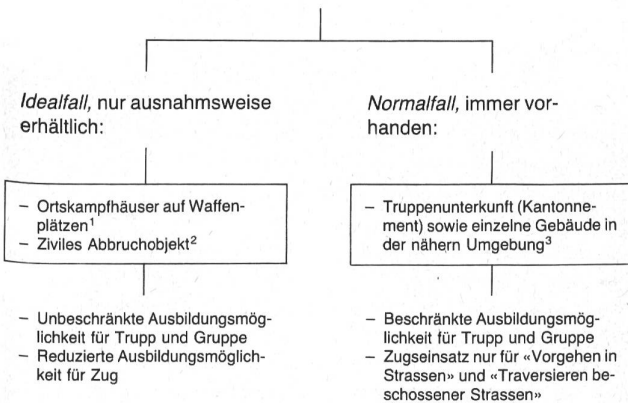 Idealfall, nur ausnahmsweise
erhältlich:
– Ortskampfhäuser auf Waffen-
plätzen¹
– Ziviles Abbruchobjekt²
– Unbeschränkte Ausbildungsmög-
lichkeit für Trupp und Gruppe
– Reduzierte Ausbildungsmöglich-
keit für Zug
Normalfall, immer vor-
handen:
– Truppenunterkunft (Kantonne-
ment) sowie einzelne Gebäude in
der nähern Umgebung³
– Beschränkte Ausbildungsmög-
lichkeit für Trupp und Gruppe
– Zugseinsatz nur für «Vorgehen in
Strassen» und «Traversieren be-
schossener Strassen»